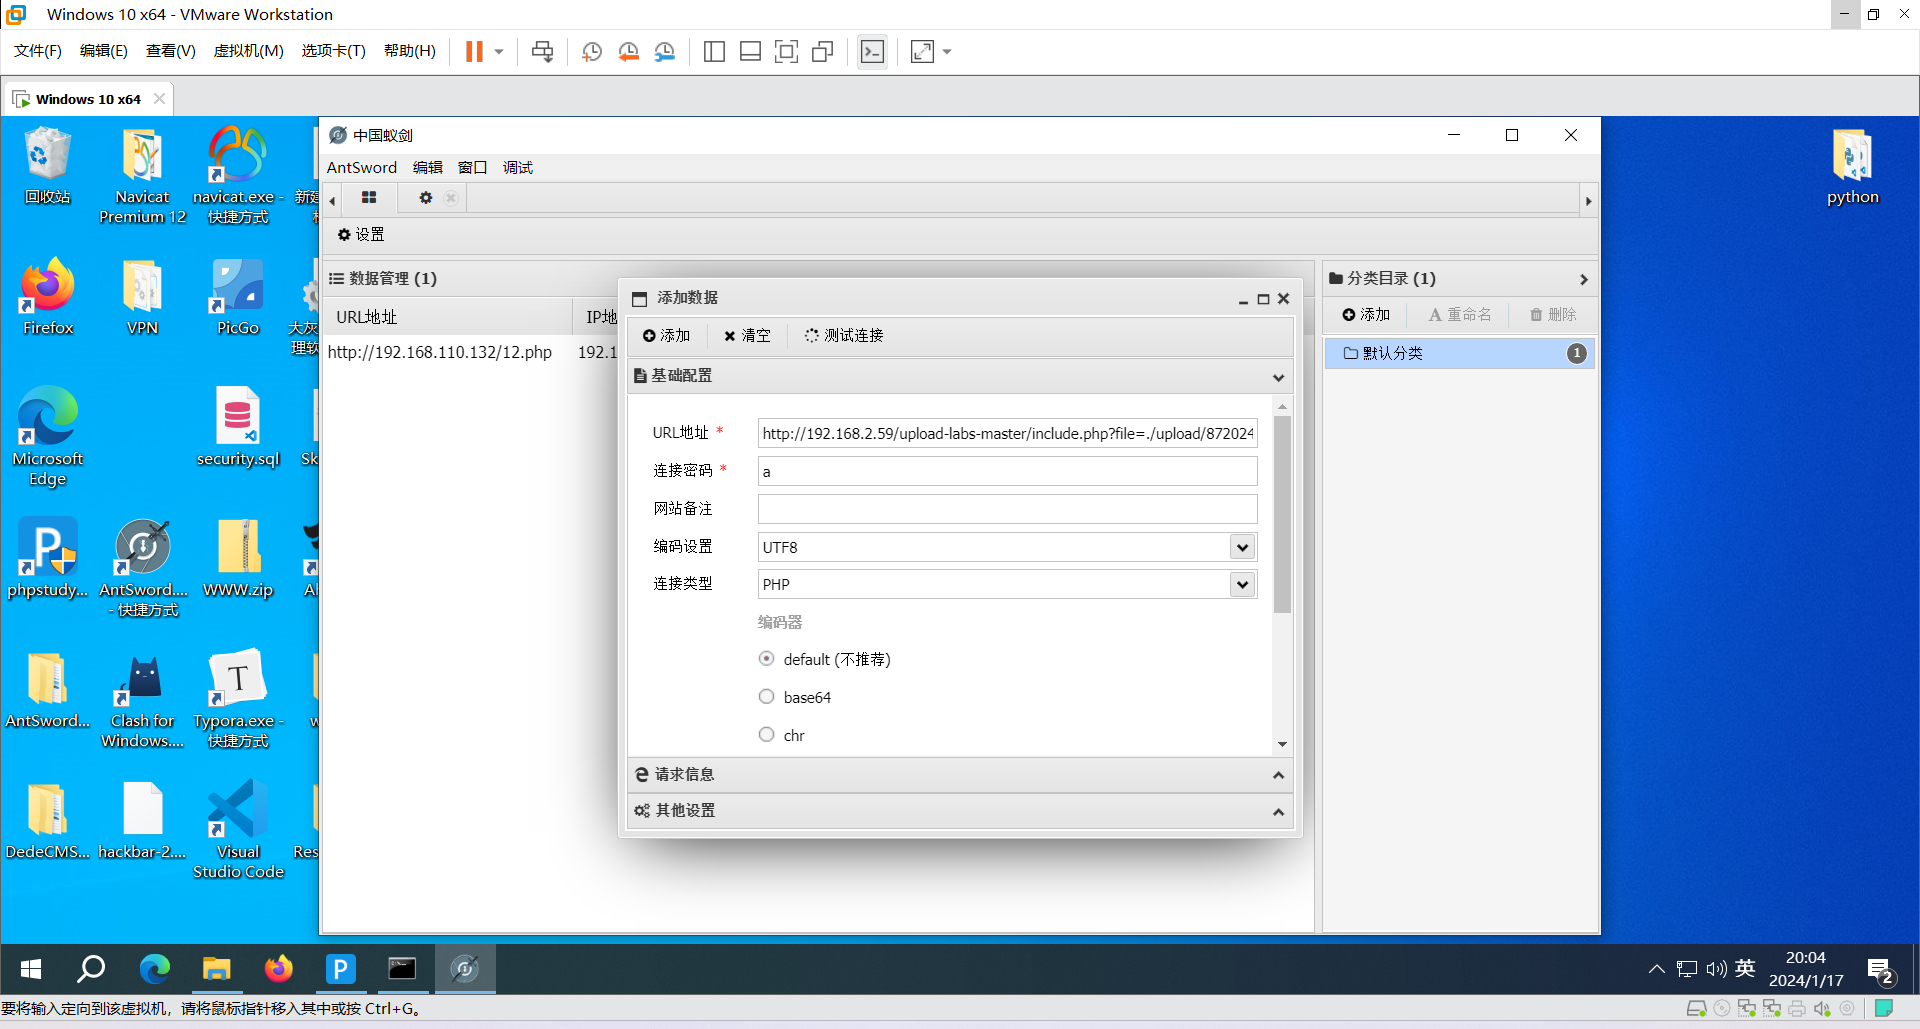 Windows 10 x64 - VMware Workstation
文件(F) 编辑(E) 查看(V) 虚拟机(M) 选项卡(T) 帮助(H)
Windows 10 x64
中国蚁剑
AntSword 编辑 窗口 调试
设置
数据管理 (1)
URL地址 IP地
http://192.168.110.132/12.php 192.1
添加数据
添加 清空 测试连接
基础配置
URL地址 * http://192.168.2.59/upload-labs-master/include.php?file=./upload/872024
连接密码 * a
网站备注
编码设置 UTF8
连接类型 PHP
编码器
default (不推荐)
base64
chr
请求信息
其他设置
分类目录 (1)
添加 重命名 删除
默认分类 1
回收站
Navicat Premium 12
navicat.exe - 快捷方式
新建
Firefox
VPN
PicGo
大灰
理软
Microsoft Edge
security.sql
Sk
phpstudy...
AntSword.... - 快捷方式
WWW.zip
AntSword...
Clash for Windows....
Typora.exe - 快捷方式
DedeCMS...
hackbar-2....
Visual Studio Code
Res
python
英
20:04
2024/1/17
2
要将输入定向到该虚拟机，请将鼠标指针移入其中或按 Ctrl+G。